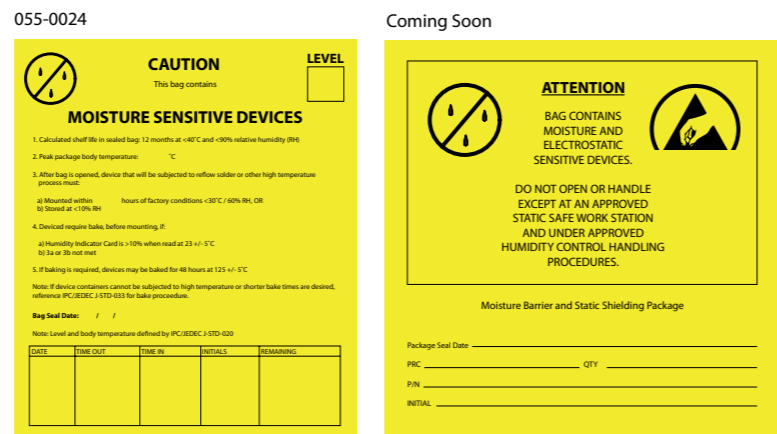 055-0024
CAUTION
LEVEL
This bag contains
MOISTURE SENSITIVE DEVICES
1. Calculated shelf life in sealed bag: 12 months at <40˚C and <90% relative humidity (RH)
2. Peak package body temperature: ˚C
3. After bag is opened, device that will be subjected to reflow solder or other high temperature
process must:
a) Mounted within hours of factory conditions <30˚C / 60% RH, OR
b) Stored at <10% RH
4. Deviced require bake, before mounting, if:
a) Humidity Indicator Card is >10% when read at 23 +/- 5˚C
b) 3a or 3b not met
5. If baking is required, devices may be baked for 48 hours at 125 +/- 5˚C
Note: If device containers cannot be subjected to high temperature or shorter bake times are desired,
reference IPC/JEDEC J-STD-033 for bake proceedure.
Bag Seal Date: / /
Note: Level and body temperature defined by IPC/JEDEC J-STD-020
DATE TIME OUT TIME IN INITIALS REMAINING
Coming Soon
ATTENTION
BAG CONTAINS
MOISTURE AND
ELECTROSTATIC
SENSITIVE DEVICES.
DO NOT OPEN OR HANDLE
EXCEPT AT AN APPROVED
STATIC SAFE WORK STATION
AND UNDER APPROVED
HUMIDITY CONTROL HANDLING
PROCEDURES.
Moisture Barrier and Static Shielding Package
Package Seal Date
PRC QTY
P/N
INITIAL